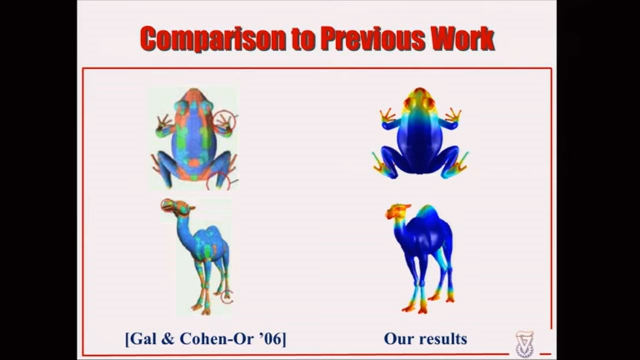 Comparison to Previous Work
[Gal & Cohen-Or ’06]
Our results